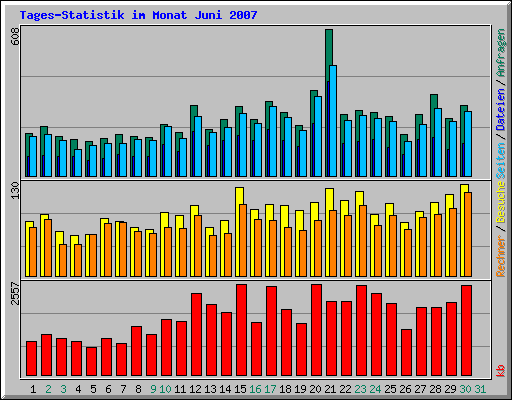 Tages-Statistik im Monat Juni 2007
608
130
2557
Rechner / Besuche Seiten / Dateien / Anfragen
kb
1 2 3 4 5 6 7 8 9 10 11 12 13 14 15 16 17 18 19 20 21 22 23 24 25 26 27 28 29 30 31